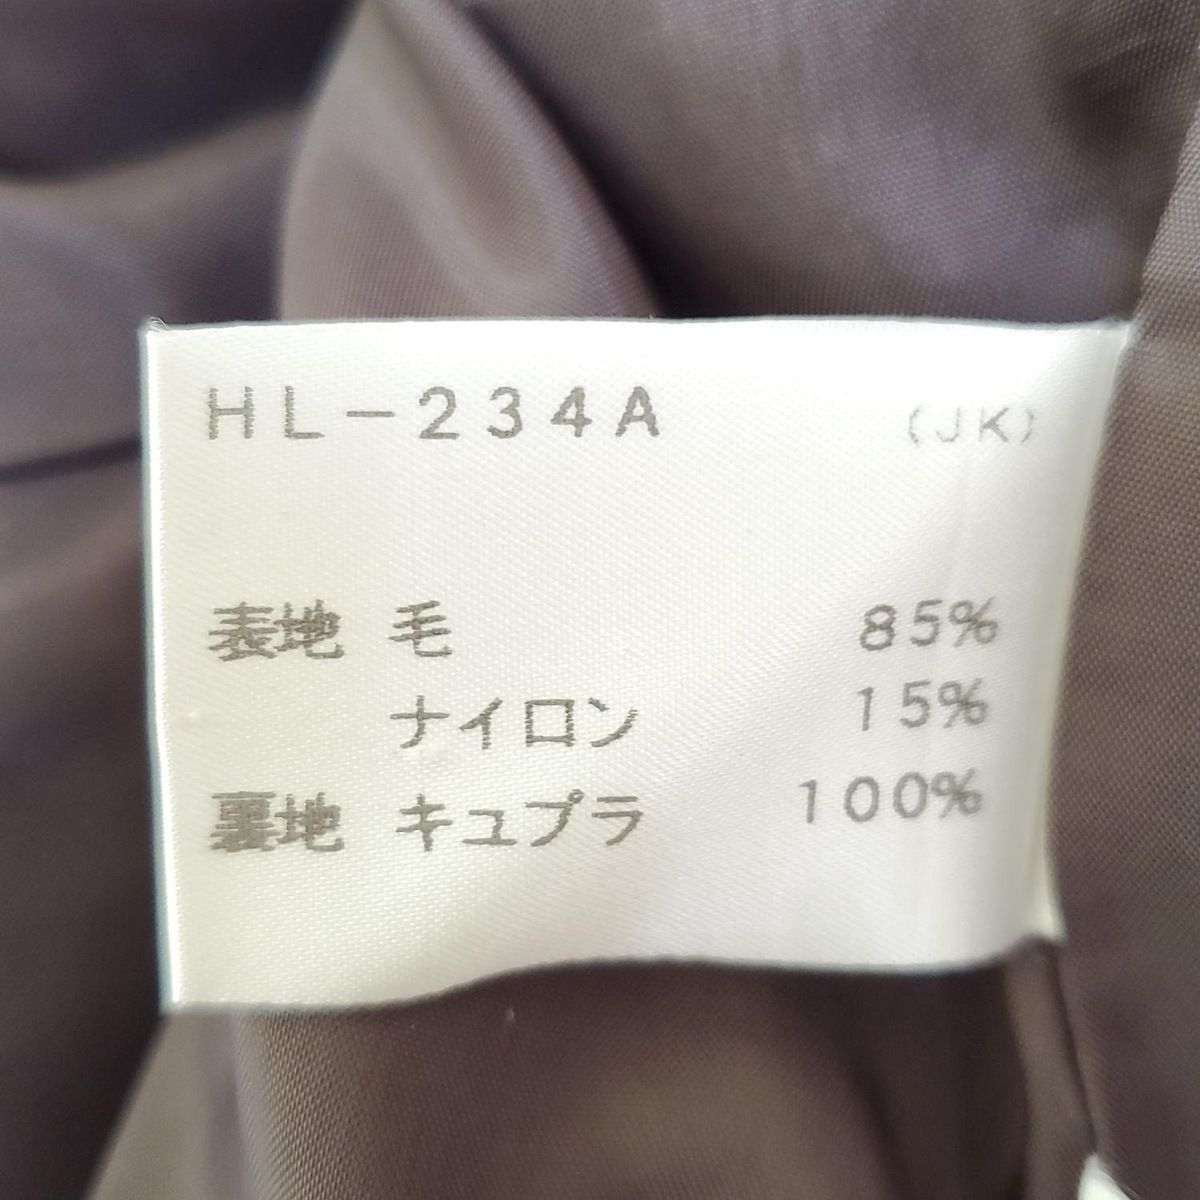 HL-234A (JK)
表地 毛 85%
ナイロン 15%
裏地 キュプラ 100%